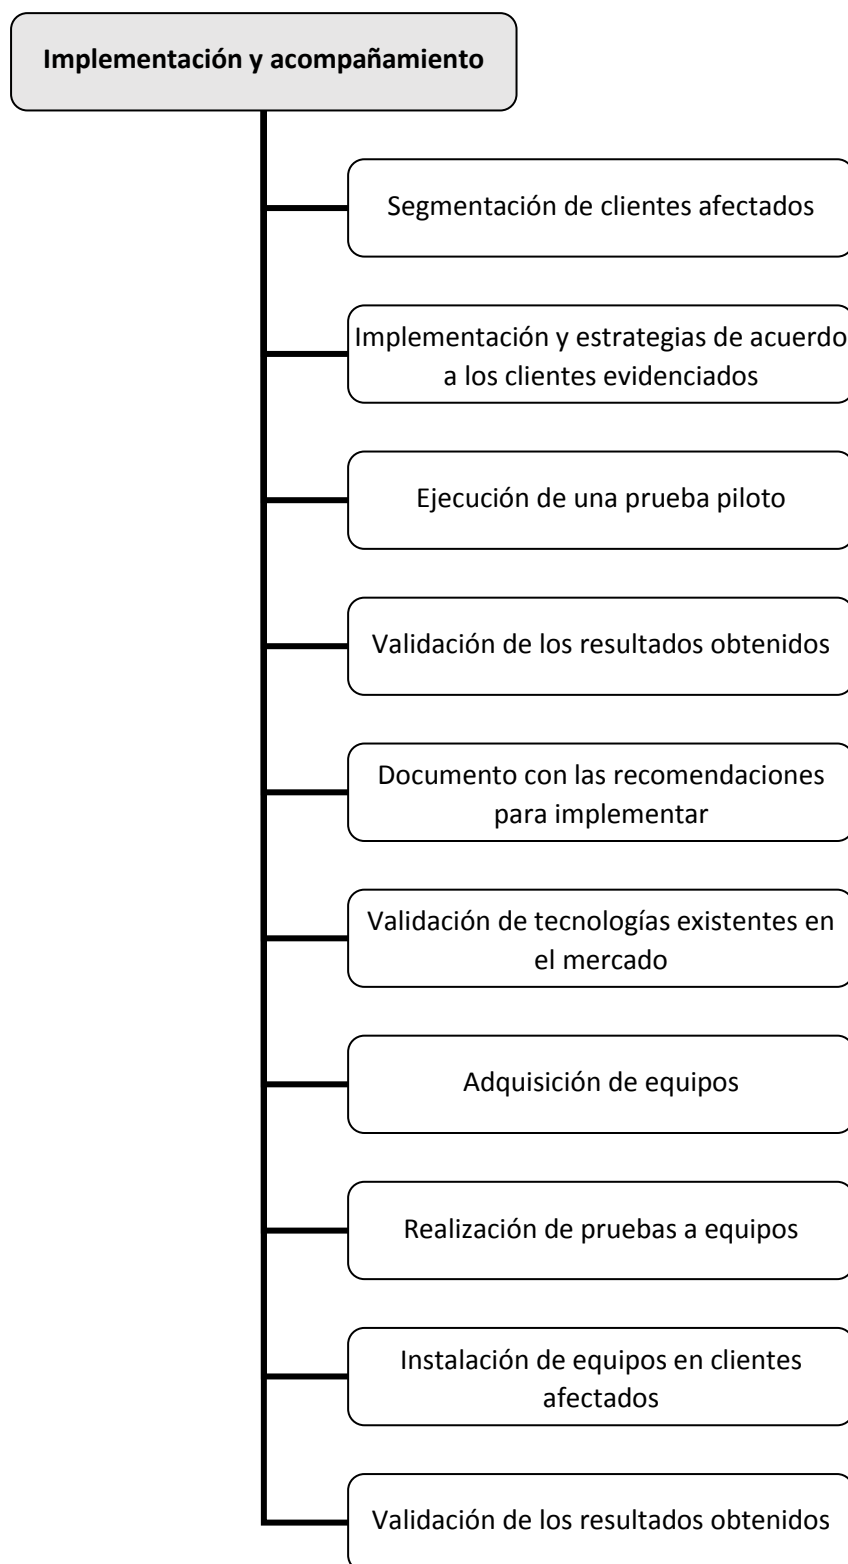 Implementación y acompañamiento
Segmentación de clientes afectados
Implementación y estrategias de acuerdo
a los clientes evidenciados
Ejecución de una prueba piloto
Validación de los resultados obtenidos
Documento con las recomendaciones
para implementar
Validación de tecnologías existentes en
el mercado
Adquisición de equipos
Realización de pruebas a equipos
Instalación de equipos en clientes
afectados
Validación de los resultados obtenidos